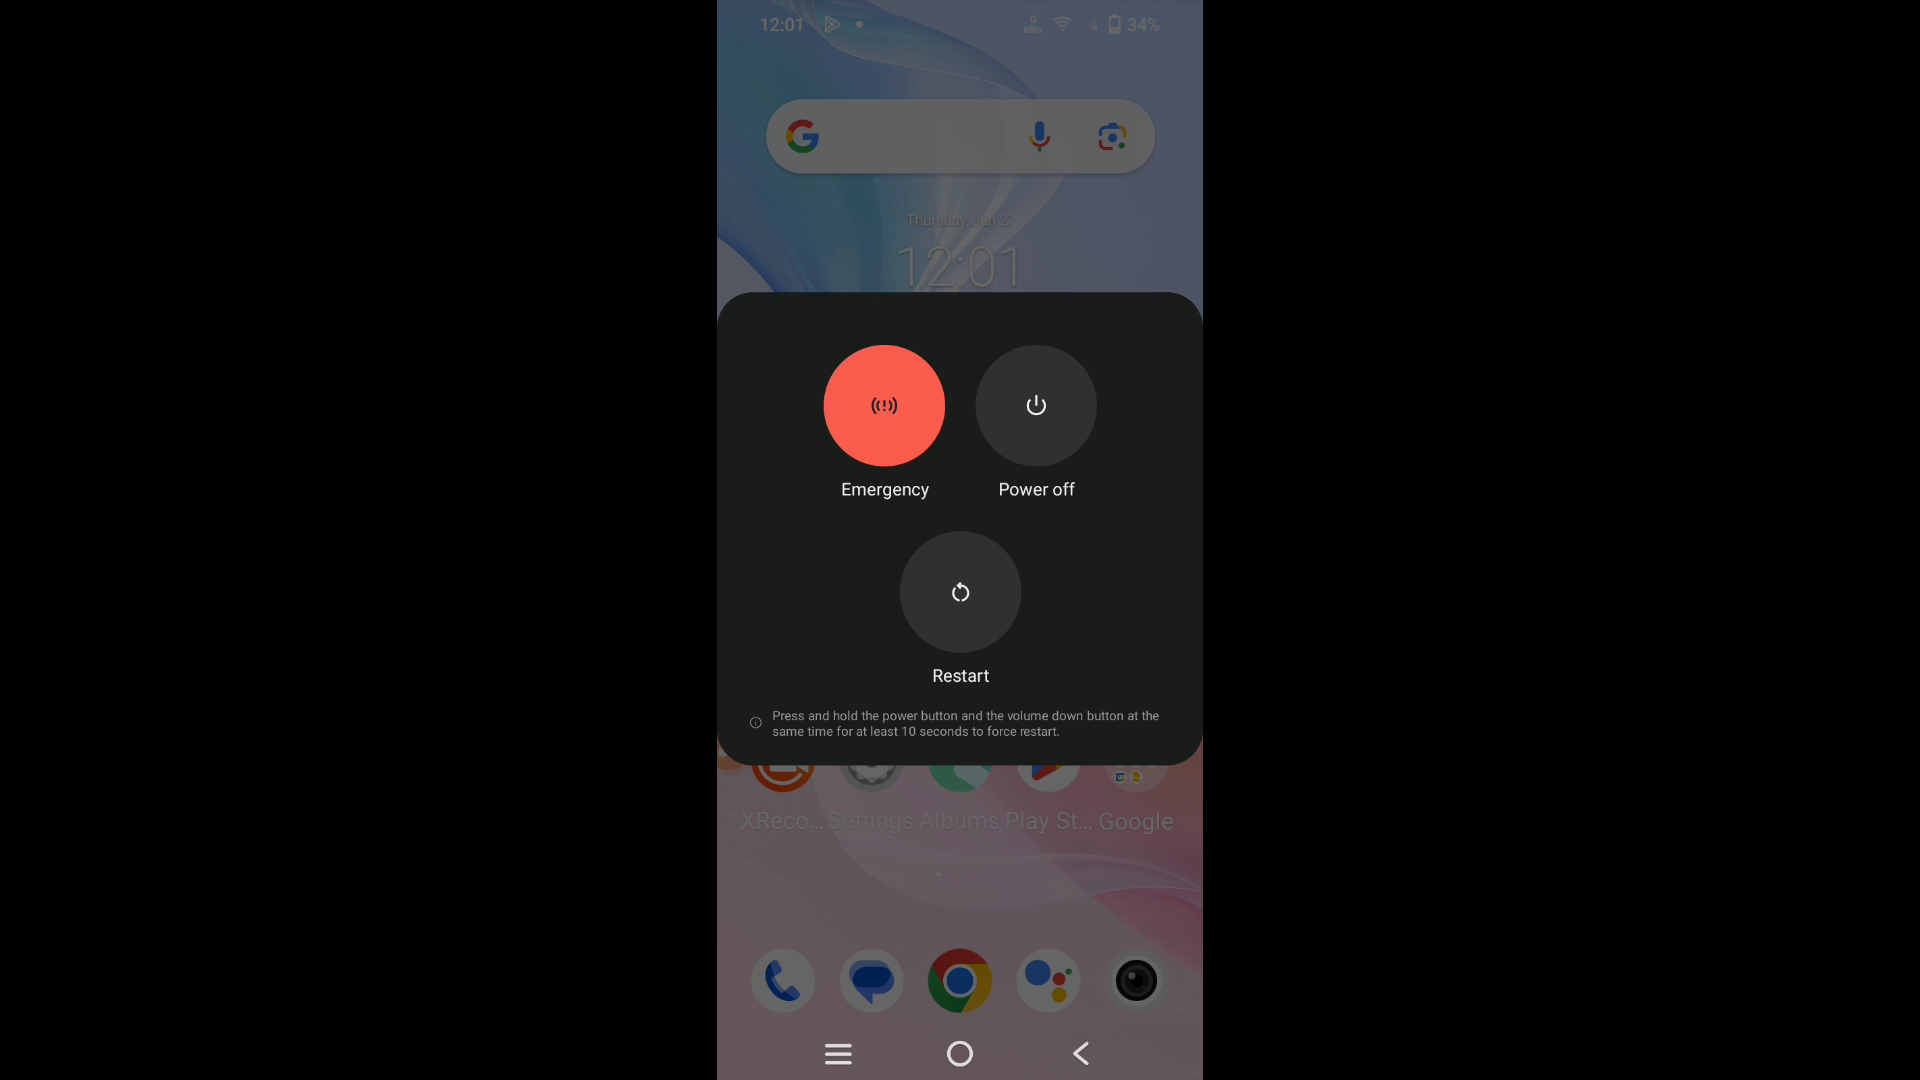 12:01
0
KB/s
34%
Thursday, Jun 27
12:01
Emergency
Power off
Restart
Press and hold the power button and the volume down button at the
same time for at least 10 seconds to force restart.
XReco... Settings Albums Play St... Google